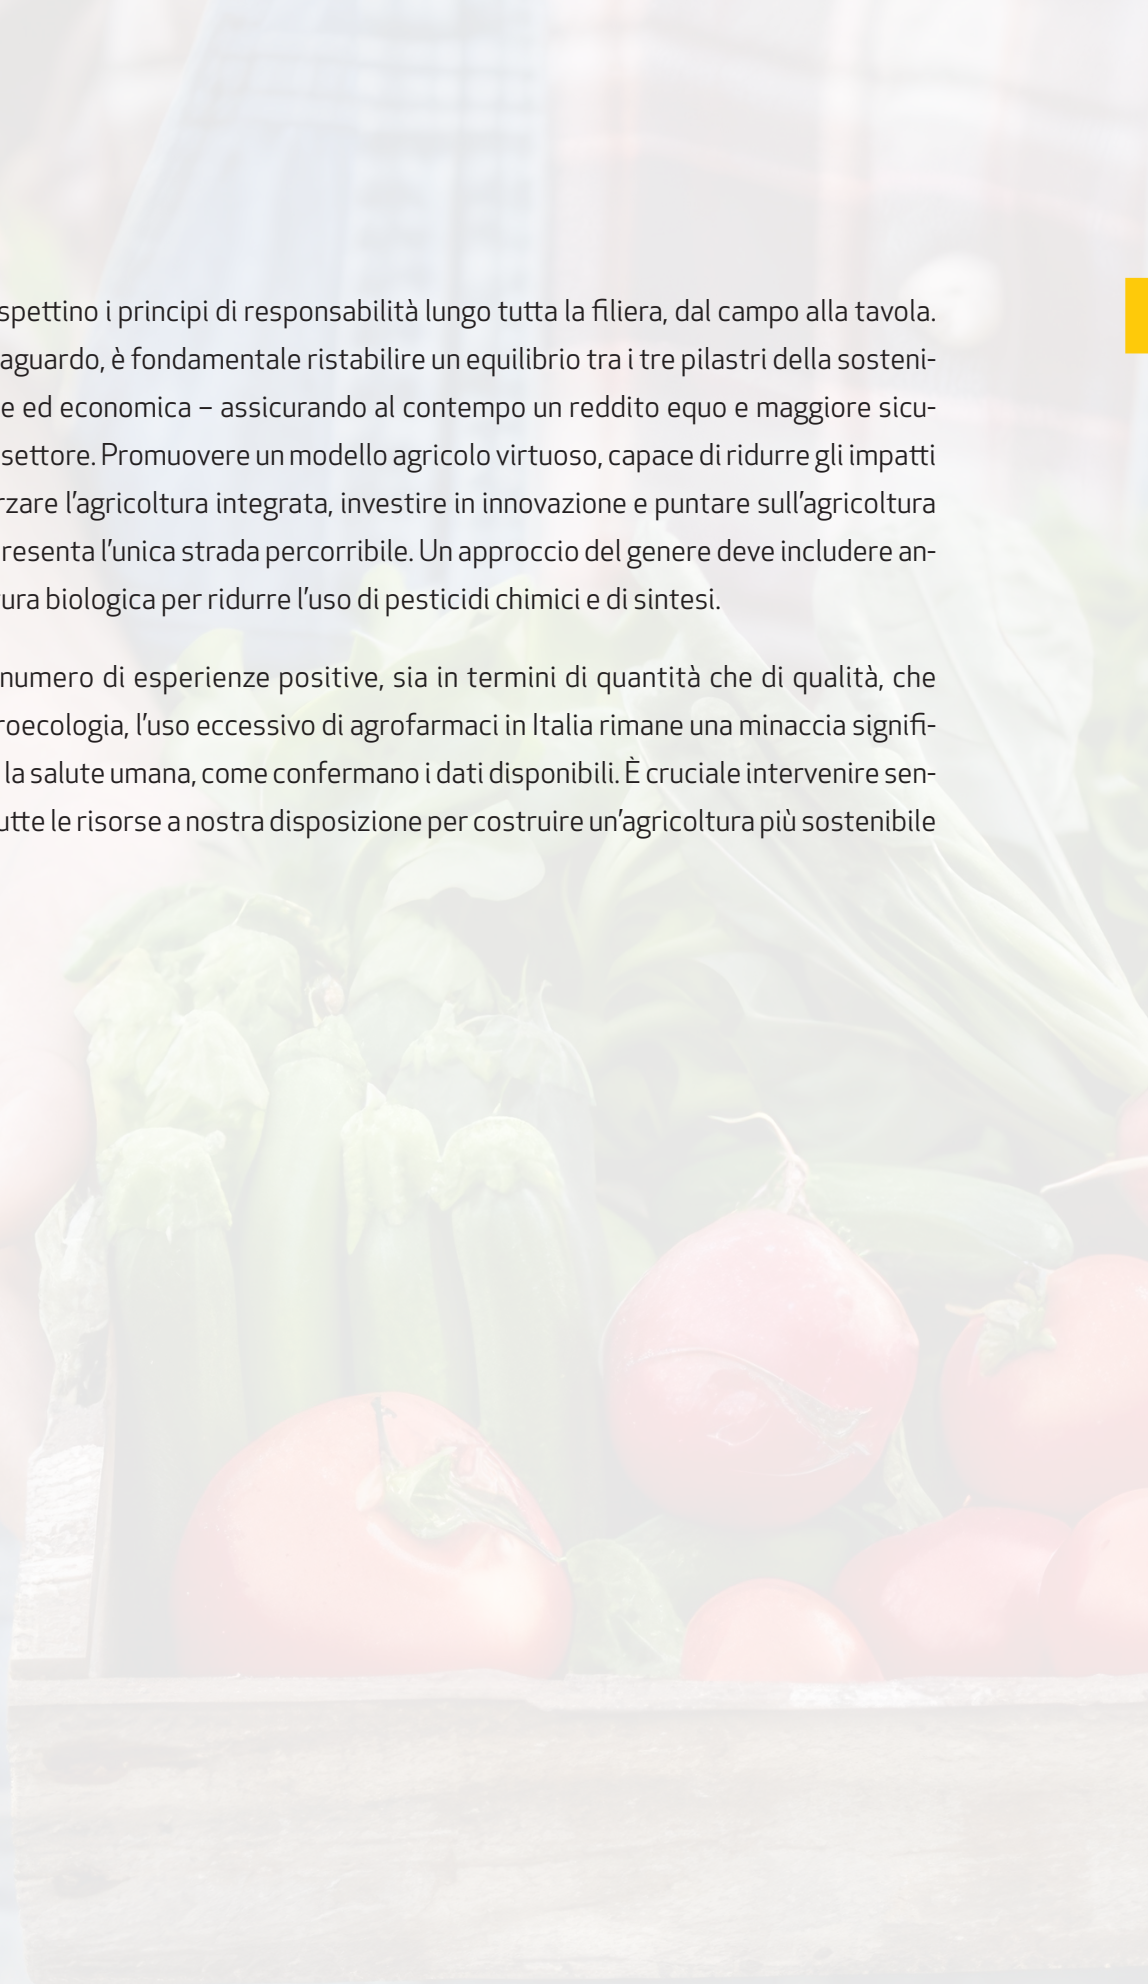 spettino i principi di responsabilità lungo tutta la filiera, dal campo alla tavola.
aguardo, è fondamentale ristabilire un equilibrio tra i tre pilastri della sosteni-
e ed economica – assicurando al contempo un reddito equo e maggiore sicu-
settore. Promuovere un modello agricolo virtuoso, capace di ridurre gli impatti
rzare l’agricoltura integrata, investire in innovazione e puntare sull’agricoltura
presenta l’unica strada percorribile. Un approccio del genere deve includere an-
ura biologica per ridurre l’uso di pesticidi chimici e di sintesi.
numero di esperienze positive, sia in termini di quantità che di qualità, che
roecologia, l’uso eccessivo di agrofarmaci in Italia rimane una minaccia signifi-
la salute umana, come confermano i dati disponibili. È cruciale intervenire sen-
utte le risorse a nostra disposizione per costruire un’agricoltura più sostenibile